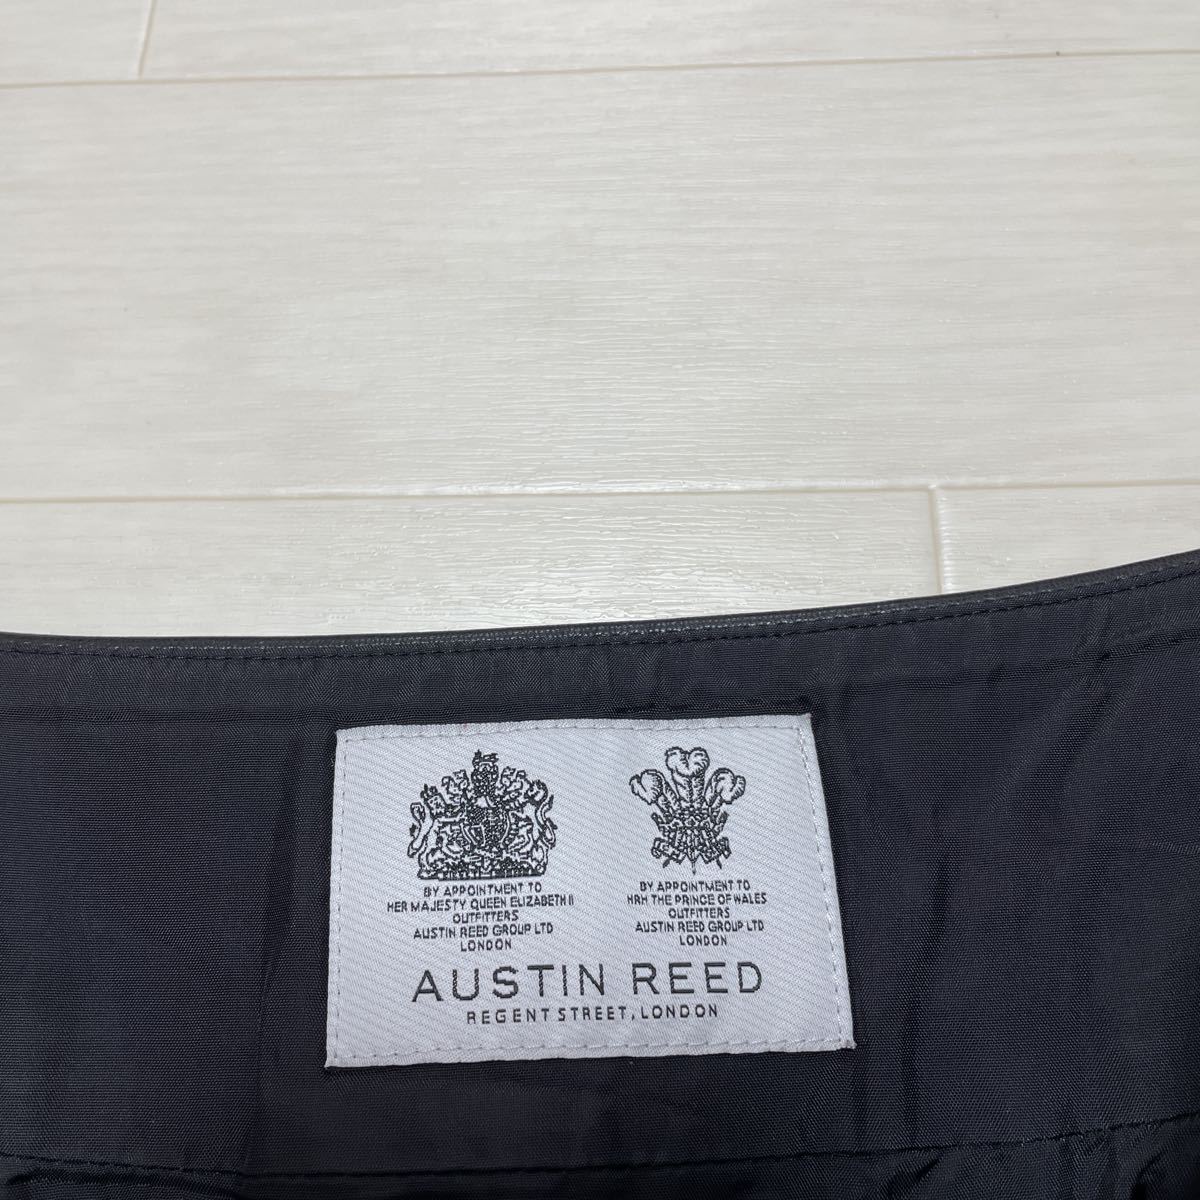 BY APPOINTMENT TO
HER MAJESTY QUEEN ELIZABETH II
OUTFITTERS
AUSTIN REED GROUP LTD
LONDON
BY APPOINTMENT TO
HRH THE PRINCE OF WALES
OUTFITTERS
AUSTIN REED GROUP LTD
LONDON
AUSTIN REED
REGENT STREET, LONDON